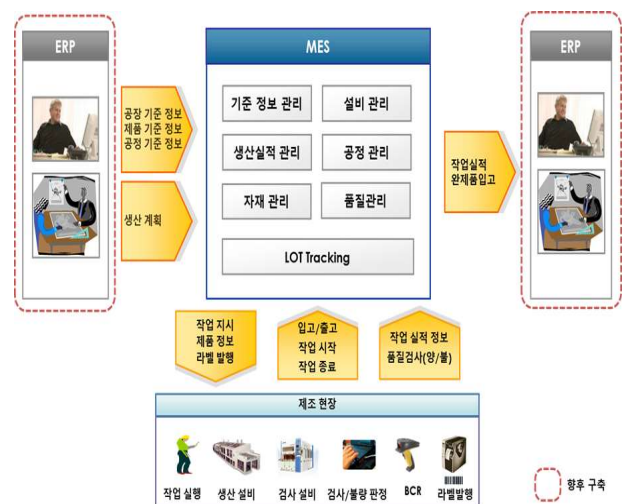 ERP
MES
ERP
공장 기준 정보
제품 기준 정보
공정 기준 정보
생산 계획
기준 정보 관리
설비 관리
생산실적 관리
공정 관리
자재 관리
품질관리
LOT Tracking
작업실적
완제품입고
작업 지시
제품 정보
라벨 발행
입고/출고
작업 시작
작업 종료
작업 실적 정보
품질검사(양/불)
제조 현장
작업 실행
생산 설비
검사 설비
검사/불량 판정
BCR
라벨발행
향후 구축